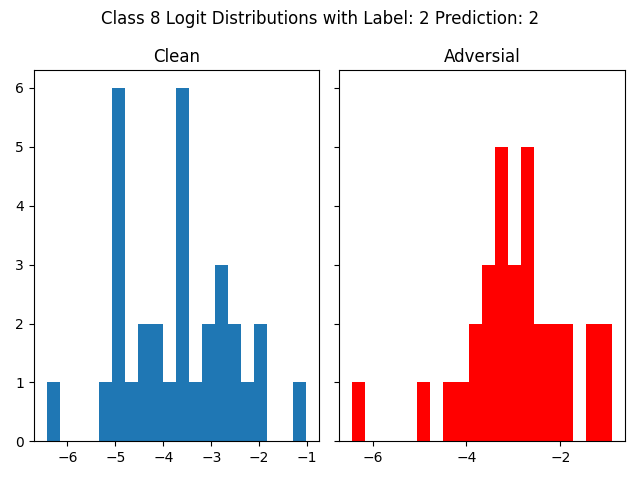 Class 8 Logit Distributions with Label: 2 Prediction: 2
Clean
Adversial
6
5
4
3
2
1
0
−6 −5 −4 −3 −2 −1
−6 −4 −2